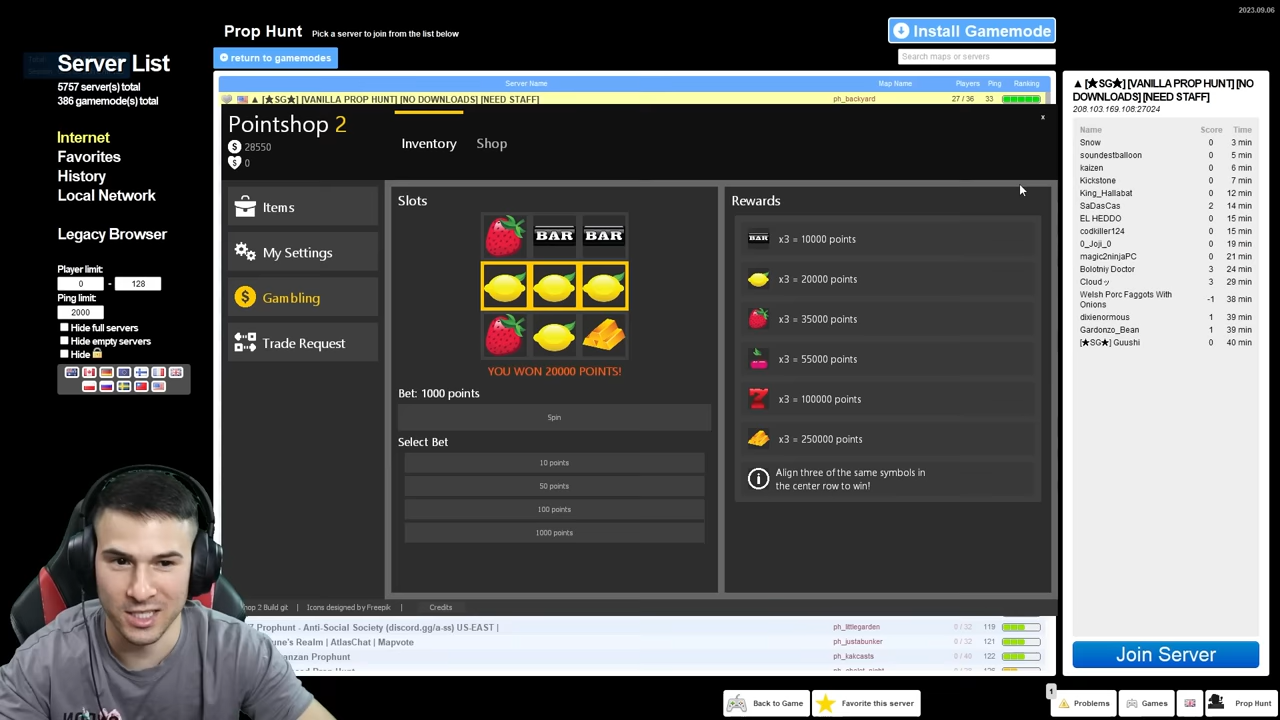 2023.09.06
Prop Hunt Pick a server to join from the list below
Install Gamemode
return to gamemodes
Search maps or servers
Server List
5757 server(s) total
386 gamemode(s) total
Internet
Favorites
History
Local Network
Legacy Browser
Player limit:
0 - 128
Ping limit:
2000
Hide full servers
Hide empty servers
Hide
Server Name Map Name Players Ping Ranking
▲ [★SG★] [VANILLA PROP HUNT] [NO DOWNLOADS] [NEED STAFF] ph_backyard 27 / 36 33
Pointshop 2
28550
0
Inventory Shop
x
Items
My Settings
Gambling
Trade Request
Slots
BAR BAR
YOU WON 20000 POINTS!
Bet: 1000 points
Spin
Select Bet
10 points
50 points
100 points
1000 points
Rewards
BAR x3 = 10000 points
x3 = 20000 points
x3 = 35000 points
x3 = 55000 points
7 x3 = 100000 points
x3 = 250000 points
Align three of the same symbols in
the center row to win!
hop 2 Build git | Icons designed by Freepik | Credits
Prophunt - Anti-Social Society (discord.gg/a-ss) US-EAST | ph_littlegarden 0 / 32 119
's Realm | AtlasChat | Mapvote ph_justabunker 0 / 32 121
anzan Prophunt ph_kakcasts 0 / 40 122
▲ [★SG★] [VANILLA PROP HUNT] [NO
DOWNLOADS] [NEED STAFF]
208.103.169.108:27024
Name Score Time
Snow 0 3 min
soundestballoon 0 5 min
kaizen 0 6 min
Kickstone 0 7 min
King_Hallabat 0 12 min
SaDasCas 2 14 min
EL HEDDO 0 15 min
codkiller124 0 15 min
0_Joji_0 0 19 min
magic2ninjaPC 0 21 min
Bolotniy Doctor 3 24 min
Cloudッ 3 29 min
Welsh Porc Faggots With
Onions -1 38 min
dixienormous 1 39 min
Gardonzo_Bean 1 39 min
[★SG★] Guushi 0 40 min
Join Server
Back to Game
Favorite this server
1
Problems
Games
Prop Hunt